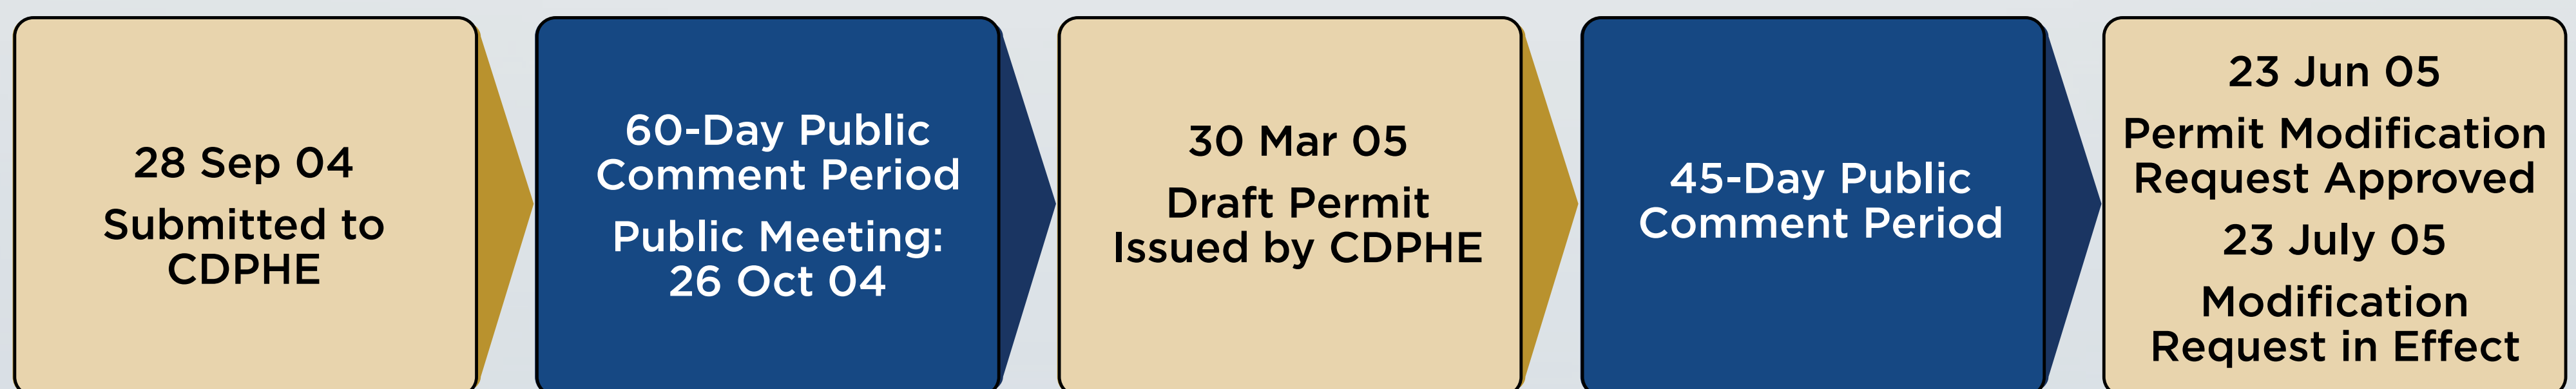 28 Sep 04
Submitted to
CDPHE
60-Day Public
Comment Period
Public Meeting:
26 Oct 04
30 Mar 05
Draft Permit
Issued by CDPHE
45-Day Public
Comment Period
23 Jun 05
Permit Modification
Request Approved
23 July 05
Modification
Request in Effect